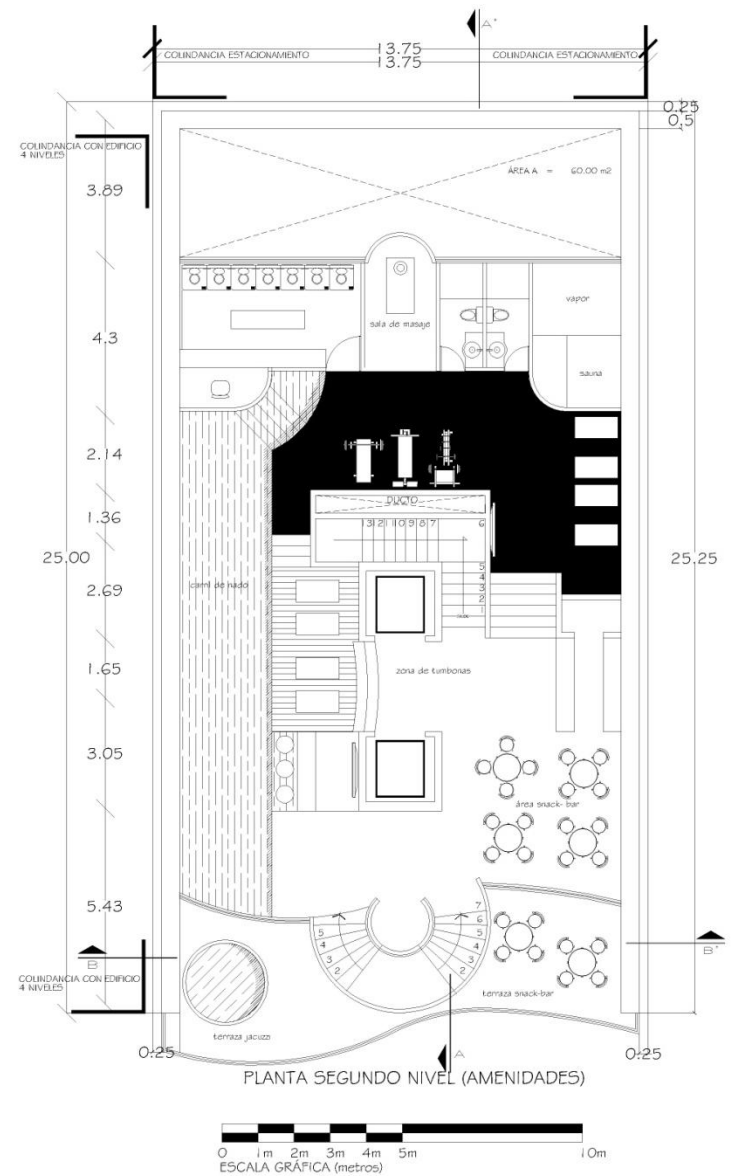 A'
13.75
COLINDANCIA ESTACIONAMIENTO
COLINDANCIA ESTACIONAMIENTO
13.75
0.25
0.5
COLINDANCIA CON EDIFICIO
4 NIVELES
3.89
ÁREA A = 60.00 m2
4.3
vapor
sala de masaje
sauna
2.14
DUCTO
1.36
13 12 11 10 9 8 7
6
5
4
3
2
1
25.00
25.25
2.69
carril de nado
1.65
zona de tumbonas
3.05
área snack- bar
5.43
5
4
3
2
7
6
5
4
3
2
B
B'
COLINDANCIA CON EDIFICIO
4 NIVELES
terraza snack-bar
terraza jacuzzi
0.25
0.25
A
PLANTA SEGUNDO NIVEL (AMENIDADES)
0 1m 2m 3m 4m 5m 10m
ESCALA GRÁFICA (metros)